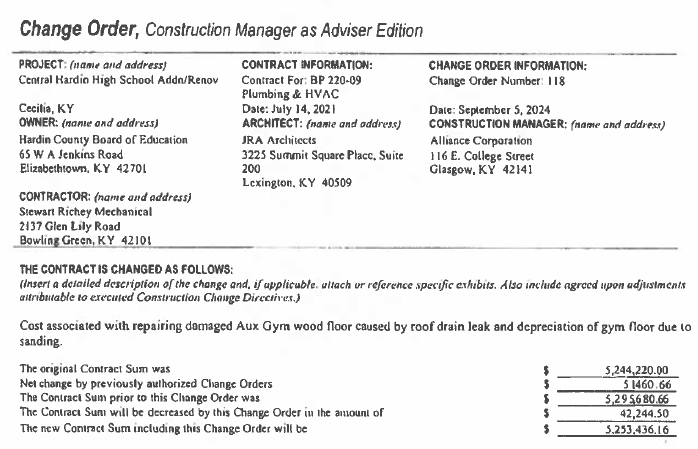 Change Order, Construction Manager as Adviser Edition
PROJECT: (name and address)
Central Hardin High School Addn/Renov
Cecilia, KY
OWNER: (name and address)
Hardin County Board of Education
65 W A Jenkins Road
Elizabethtown, KY 42701
CONTRACTOR: (name and address)
Stewart Richey Mechanical
2137 Glen Lily Road
Bowling Green, KY 42101
CONTRACT INFORMATION:
Contract For: BP 220-09
Plumbing & HVAC
Date: July 14, 2021
ARCHITECT: (name and address)
JRA Architects
3225 Summit Square Place, Suite
200
Lexington, KY 40509
CHANGE ORDER INFORMATION:
Change Order Number: 118
Date: September 5, 2024
CONSTRUCTION MANAGER: (name and address)
Alliance Corporation
116 E. College Street
Glasgow, KY 42141
THE CONTRACT IS CHANGED AS FOLLOWS:
(Insert a detailed description of the change and, if applicable, attach or reference specific exhibits. Also include agreed upon adjustments
attributable to executed Construction Change Directives.)
Cost associated with repairing damaged Aux Gym wood floor caused by roof drain leak and depreciation of gym floor due to
sanding.
The original Contract Sum was $ 5,244,220.00
Net change by previously authorized Change Orders $ 51460.66
The Contract Sum prior to this Change Order was $ 5,295680.66
The Contract Sum will be decreased by this Change Order in the amount of $ 42,244.50
The new Contract Sum including this Change Order will be $ 5,253,436.16